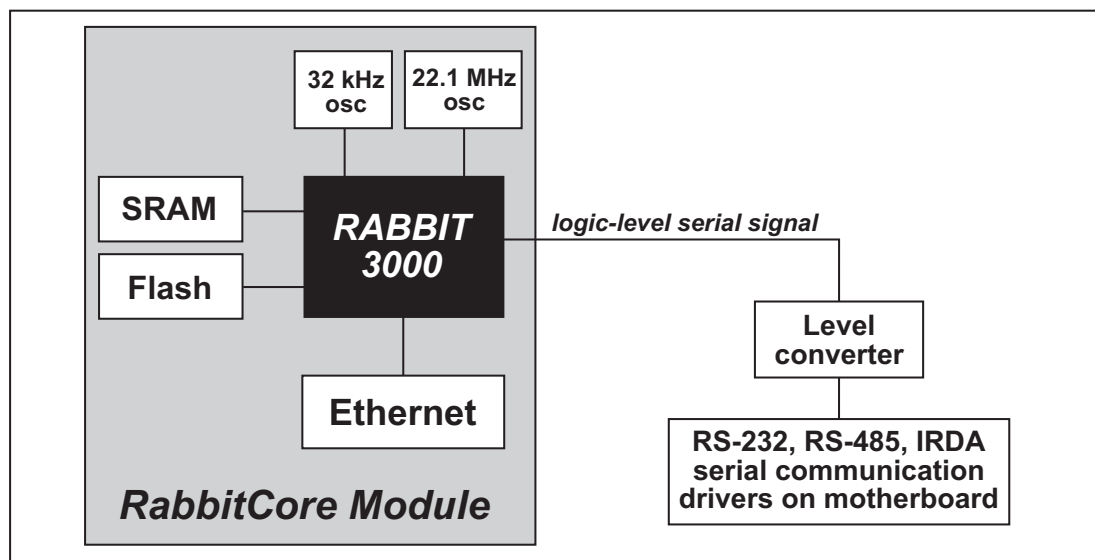 32 kHz
osc
22.1 MHz
osc
SRAM
RABBIT
3000
logic-level serial signal
Flash
Level
converter
Ethernet
RS-232, RS-485, IRDA
serial communication
drivers on motherboard
RabbitCore Module